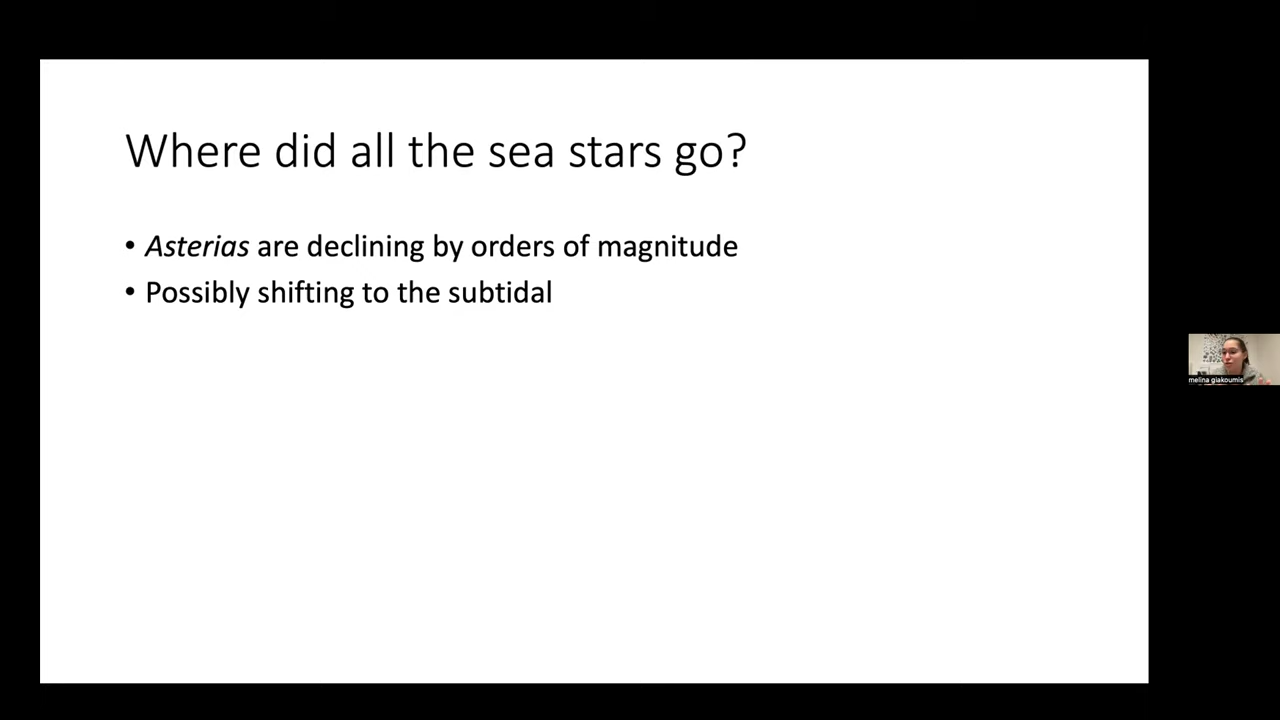 Where did all the sea stars go?
• Asterias are declining by orders of magnitude
• Possibly shifting to the subtidal
melina giakoumis